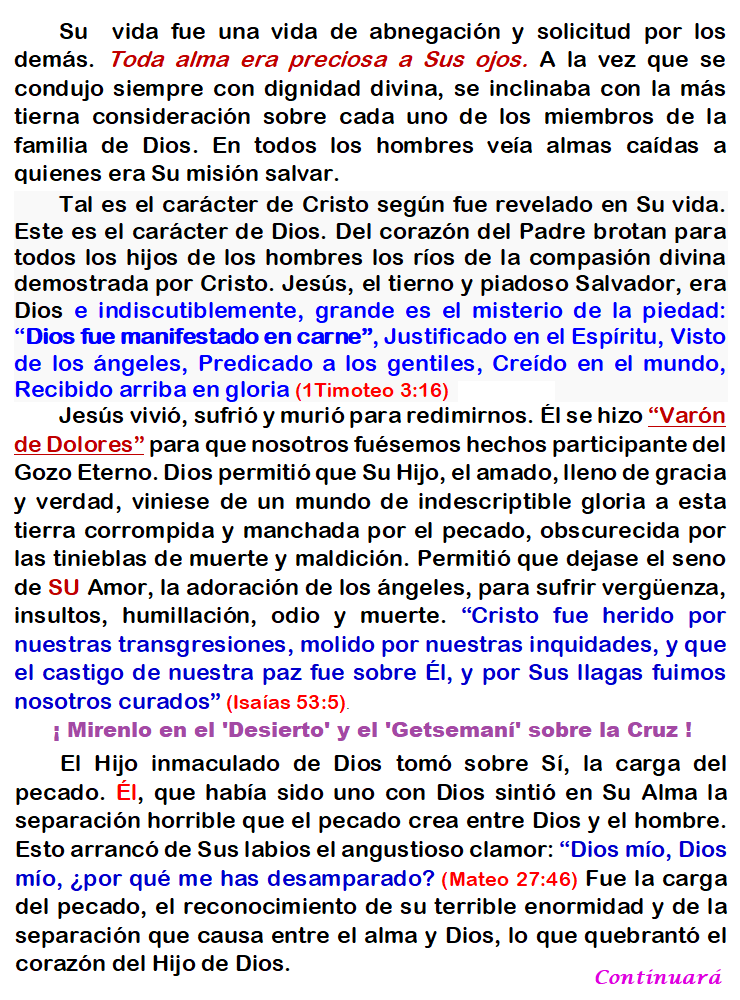 Su vida fue una vida de abnegación y solicitud por los
demás. Toda alma era preciosa a Sus ojos. A la vez que se
condujo siempre con dignidad divina, se inclinaba con la más
tierna consideración sobre cada uno de los miembros de la
familia de Dios. En todos los hombres veía almas caídas a
quienes era Su misión salvar.
Tal es el carácter de Cristo según fue revelado en Su vida.
Este es el carácter de Dios. Del corazón del Padre brotan para
todos los hijos de los hombres los ríos de la compasión divina
demostrada por Cristo. Jesús, el tierno y piadoso Salvador, era
Dios e indiscutiblemente, grande es el misterio de la piedad:
“Dios fue manifestado en carne”, Justificado en el Espíritu, Visto
de los ángeles, Predicado a los gentiles, Creído en el mundo,
Recibido arriba en gloria (1Timoteo 3:16)
Jesús vivió, sufrió y murió para redimirnos. Él se hizo “Varón
de Dolores” para que nosotros fuésemos hechos participante del
Gozo Eterno. Dios permitió que Su Hijo, el amado, lleno de gracia
y verdad, viniese de un mundo de indescriptible gloria a esta
tierra corrompida y manchada por el pecado, obscurecida por
las tinieblas de muerte y maldición. Permitió que dejase el seno
de SU Amor, la adoración de los ángeles, para sufrir vergüenza,
insultos, humillación, odio y muerte. “Cristo fue herido por
nuestras transgresiones, molido por nuestras inquidades, y que
el castigo de nuestra paz fue sobre Él, y por Sus llagas fuimos
nosotros curados” (Isaías 53:5).
¡ Mirenlo en el 'Desierto' y el 'Getsemaní' sobre la Cruz !
El Hijo inmaculado de Dios tomó sobre Sí, la carga del
pecado. Él, que había sido uno con Dios sintió en Su Alma la
separación horrible que el pecado crea entre Dios y el hombre.
Esto arrancó de Sus labios el angustioso clamor: “Dios mío, Dios
mío, ¿por qué me has desamparado? (Mateo 27:46) Fue la carga
del pecado, el reconocimiento de su terrible enormidad y de la
separación que causa entre el alma y Dios, lo que quebrantó el
corazón del Hijo de Dios.
Continuará